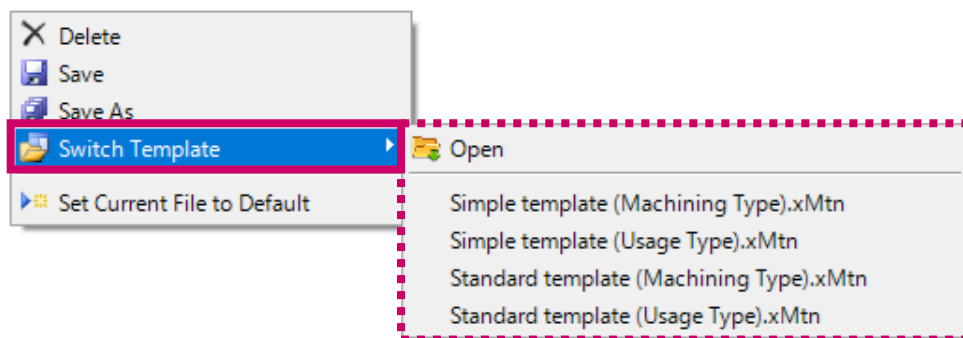 Delete
Save
Save As
Switch Template
Set Current File to Default
Open
Simple template (Machining Type).xMtn
Simple template (Usage Type).xMtn
Standard template (Machining Type).xMtn
Standard template (Usage Type).xMtn